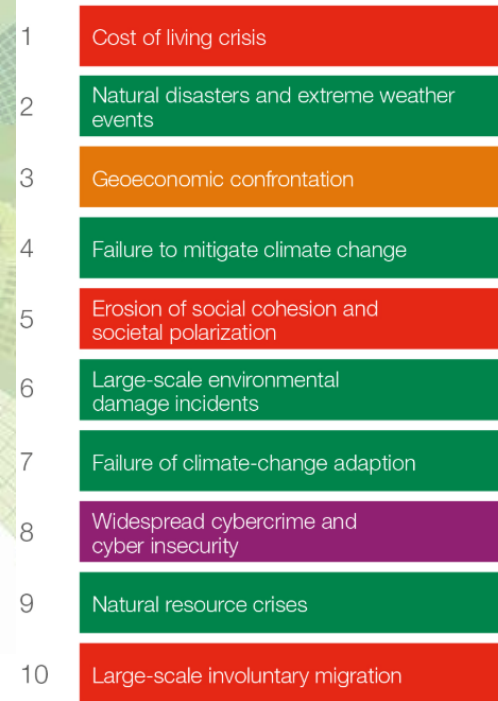 1 Cost of living crisis
2 Natural disasters and extreme weather
events
3 Geoeconomic confrontation
4 Failure to mitigate climate change
5 Erosion of social cohesion and
societal polarization
6 Large-scale environmental
damage incidents
7 Failure of climate-change adaption
8 Widespread cybercrime and
cyber insecurity
9 Natural resource crises
10 Large-scale involuntary migration